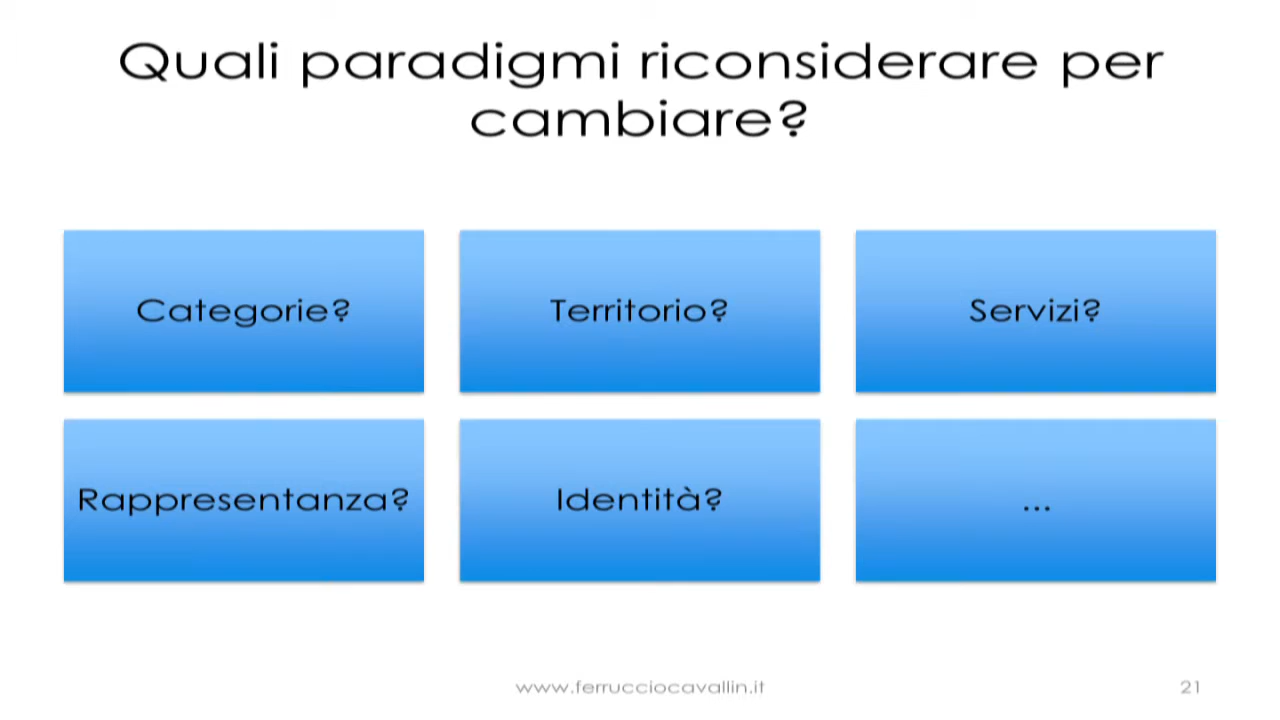 Quali paradigmi riconsiderare per
cambiare?
Categorie?
Territorio?
Servizi?
Rappresentanza?
Identità?
...
www.ferrucciocavallin.it
21